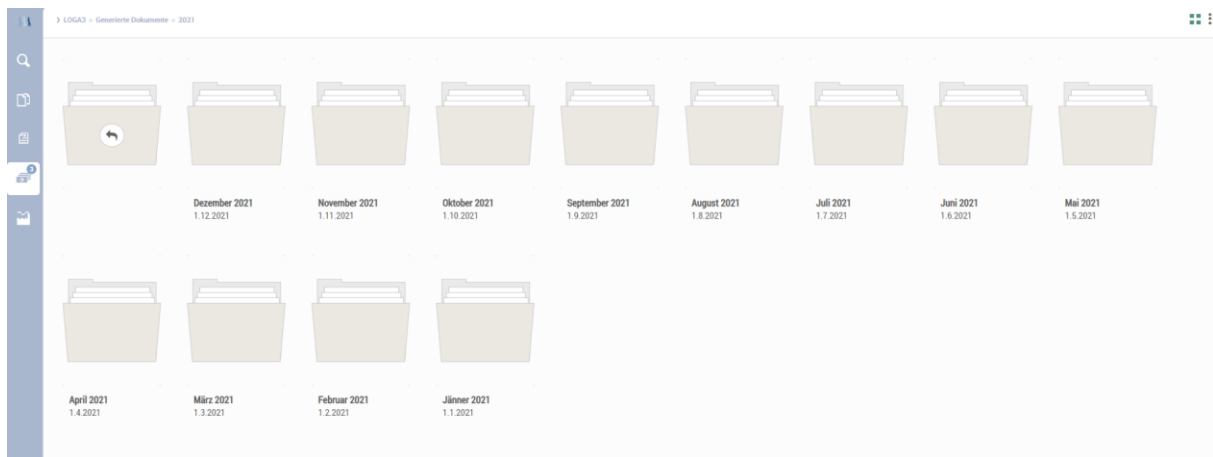 ❯ LOGA3 » Generierte Dokumente » 2021
3
Dezember 2021
1.12.2021
November 2021
1.11.2021
Oktober 2021
1.10.2021
September 2021
1.9.2021
August 2021
1.8.2021
Juli 2021
1.7.2021
Juni 2021
1.6.2021
Mai 2021
1.5.2021
April 2021
1.4.2021
März 2021
1.3.2021
Februar 2021
1.2.2021
Jänner 2021
1.1.2021